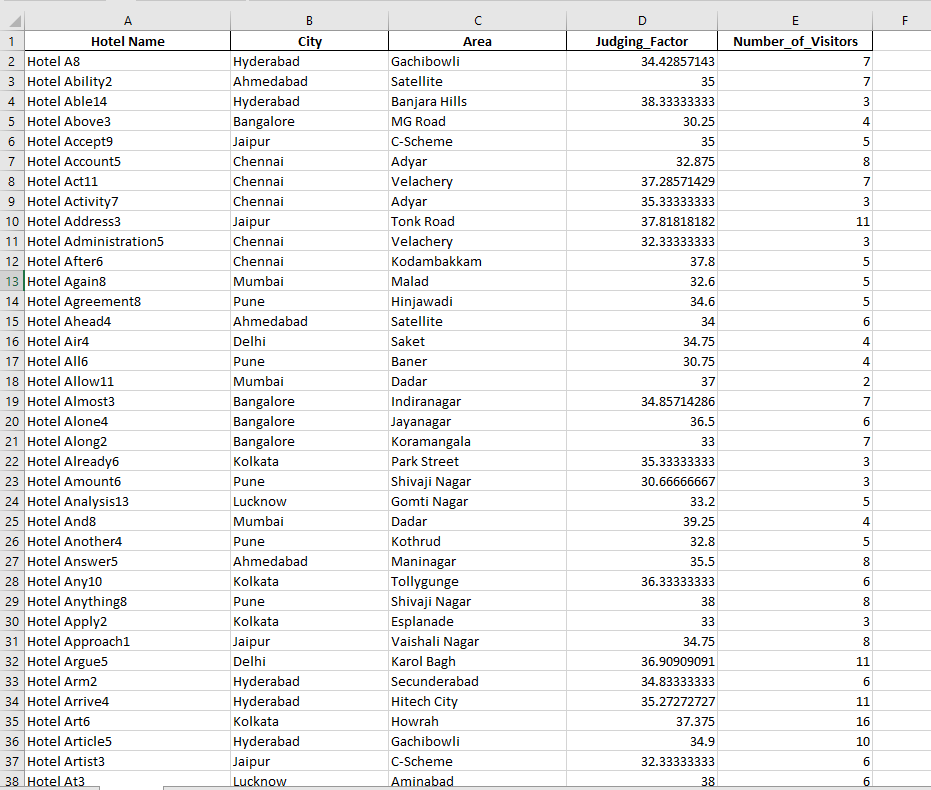 A B C D E F
1 Hotel Name City Area Judging_Factor Number_of_Visitors
2 Hotel A8 Hyderabad Gachibowli 34.42857143 7
3 Hotel Ability2 Ahmedabad Satellite 35 7
4 Hotel Able14 Hyderabad Banjara Hills 38.33333333 3
5 Hotel Above3 Bangalore MG Road 30.25 4
6 Hotel Accept9 Jaipur C-Scheme 35 5
7 Hotel Account5 Chennai Adyar 32.875 8
8 Hotel Act11 Chennai Velachery 37.28571429 7
9 Hotel Activity7 Chennai Adyar 35.33333333 3
10 Hotel Address3 Jaipur Tonk Road 37.81818182 11
11 Hotel Administration5 Chennai Velachery 32.33333333 3
12 Hotel After6 Chennai Kodambakkam 37.8 5
13 Hotel Again8 Mumbai Malad 32.6 5
14 Hotel Agreement8 Pune Hinjawadi 34.6 5
15 Hotel Ahead4 Ahmedabad Satellite 34 6
16 Hotel Air4 Delhi Saket 34.75 4
17 Hotel All6 Pune Baner 30.75 4
18 Hotel Allow11 Mumbai Dadar 37 2
19 Hotel Almost3 Bangalore Indiranagar 34.85714286 7
20 Hotel Alone4 Bangalore Jayanagar 36.5 6
21 Hotel Along2 Bangalore Koramangala 33 7
22 Hotel Already6 Kolkata Park Street 35.33333333 3
23 Hotel Amount6 Pune Shivaji Nagar 30.66666667 3
24 Hotel Analysis13 Lucknow Gomti Nagar 33.2 5
25 Hotel And8 Mumbai Dadar 39.25 4
26 Hotel Another4 Pune Kothrud 32.8 5
27 Hotel Answer5 Ahmedabad Maninagar 35.5 8
28 Hotel Any10 Kolkata Tollygunge 36.33333333 6
29 Hotel Anything8 Pune Shivaji Nagar 38 8
30 Hotel Apply2 Kolkata Esplanade 33 3
31 Hotel Approach1 Jaipur Vaishali Nagar 34.75 8
32 Hotel Argue5 Delhi Karol Bagh 36.90909091 11
33 Hotel Arm2 Hyderabad Secunderabad 34.83333333 6
34 Hotel Arrive4 Hyderabad Hitech City 35.27272727 11
35 Hotel Art6 Kolkata Howrah 37.375 16
36 Hotel Article5 Hyderabad Gachibowli 34.9 10
37 Hotel Artist3 Jaipur C-Scheme 32.33333333 6
38 Hotel At3 Lucknow Aminabad 38 6